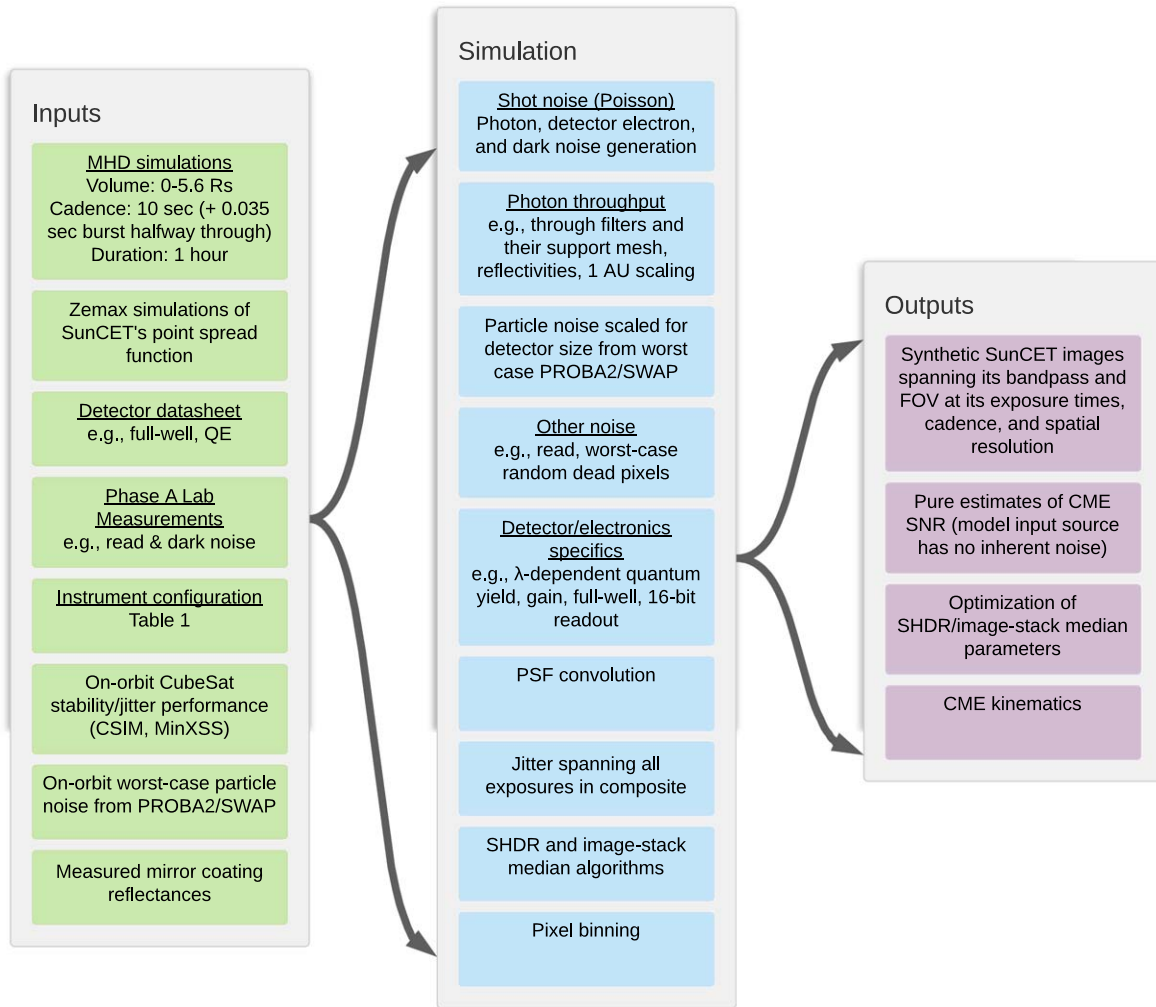 Inputs
MHD simulations
Volume: 0-5.6 Rs
Cadence: 10 sec (+ 0.035
sec burst halfway through)
Duration: 1 hour
Zemax simulations of
SunCET's point spread
function
Detector datasheet
e.g., full-well, QE
Phase A Lab
Measurements
e.g., read & dark noise
Instrument configuration
Table 1
On-orbit CubeSat
stability/jitter performance
(CSIM, MinXSS)
On-orbit worst-case particle
noise from PROBA2/SWAP
Measured mirror coating
reflectances
Simulation
Shot noise (Poisson)
Photon, detector electron,
and dark noise generation
Photon throughput
e.g., through filters and
their support mesh,
reflectivities, 1 AU scaling
Particle noise scaled for
detector size from worst
case PROBA2/SWAP
Other noise
e.g., read, worst-case
random dead pixels
Detector/electronics
specifics
e.g., λ-dependent quantum
yield, gain, full-well, 16-bit
readout
PSF convolution
Jitter spanning all
exposures in composite
SHDR and image-stack
median algorithms
Pixel binning
Outputs
Synthetic SunCET images
spanning its bandpass and
FOV at its exposure times,
cadence, and spatial
resolution
Pure estimates of CME
SNR (model input source
has no inherent noise)
Optimization of
SHDR/image-stack median
parameters
CME kinematics